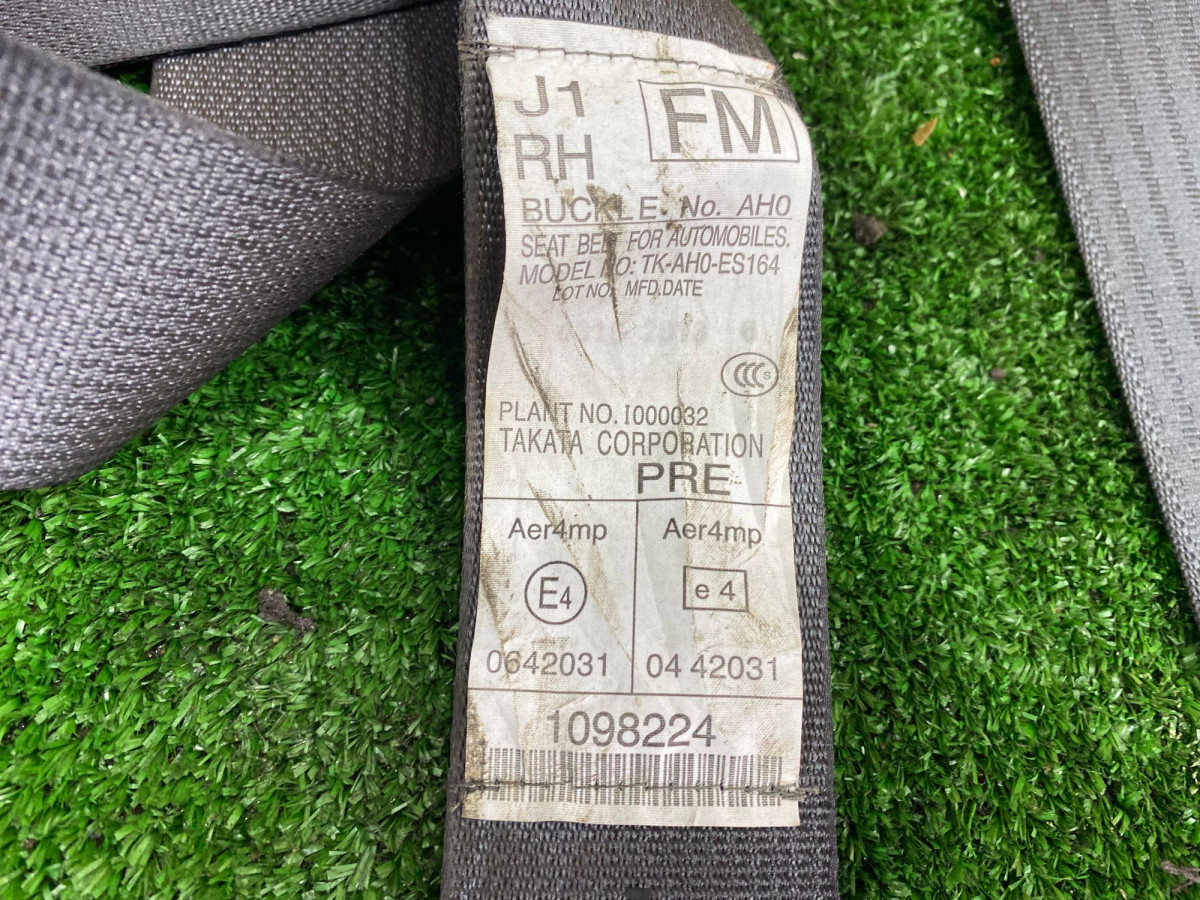 J1
FM
RH
BUCKLE. No. AH0
SEAT BELT FOR AUTOMOBILES.
MODEL NO: TK-AH0-ES164
LOT NO. MFD.DATE
CCC S
PLANT NO. I000032
TAKATA CORPORATION
PRE
Aer4mp Aer4mp
E4 e 4
0642031 04 42031
1098224